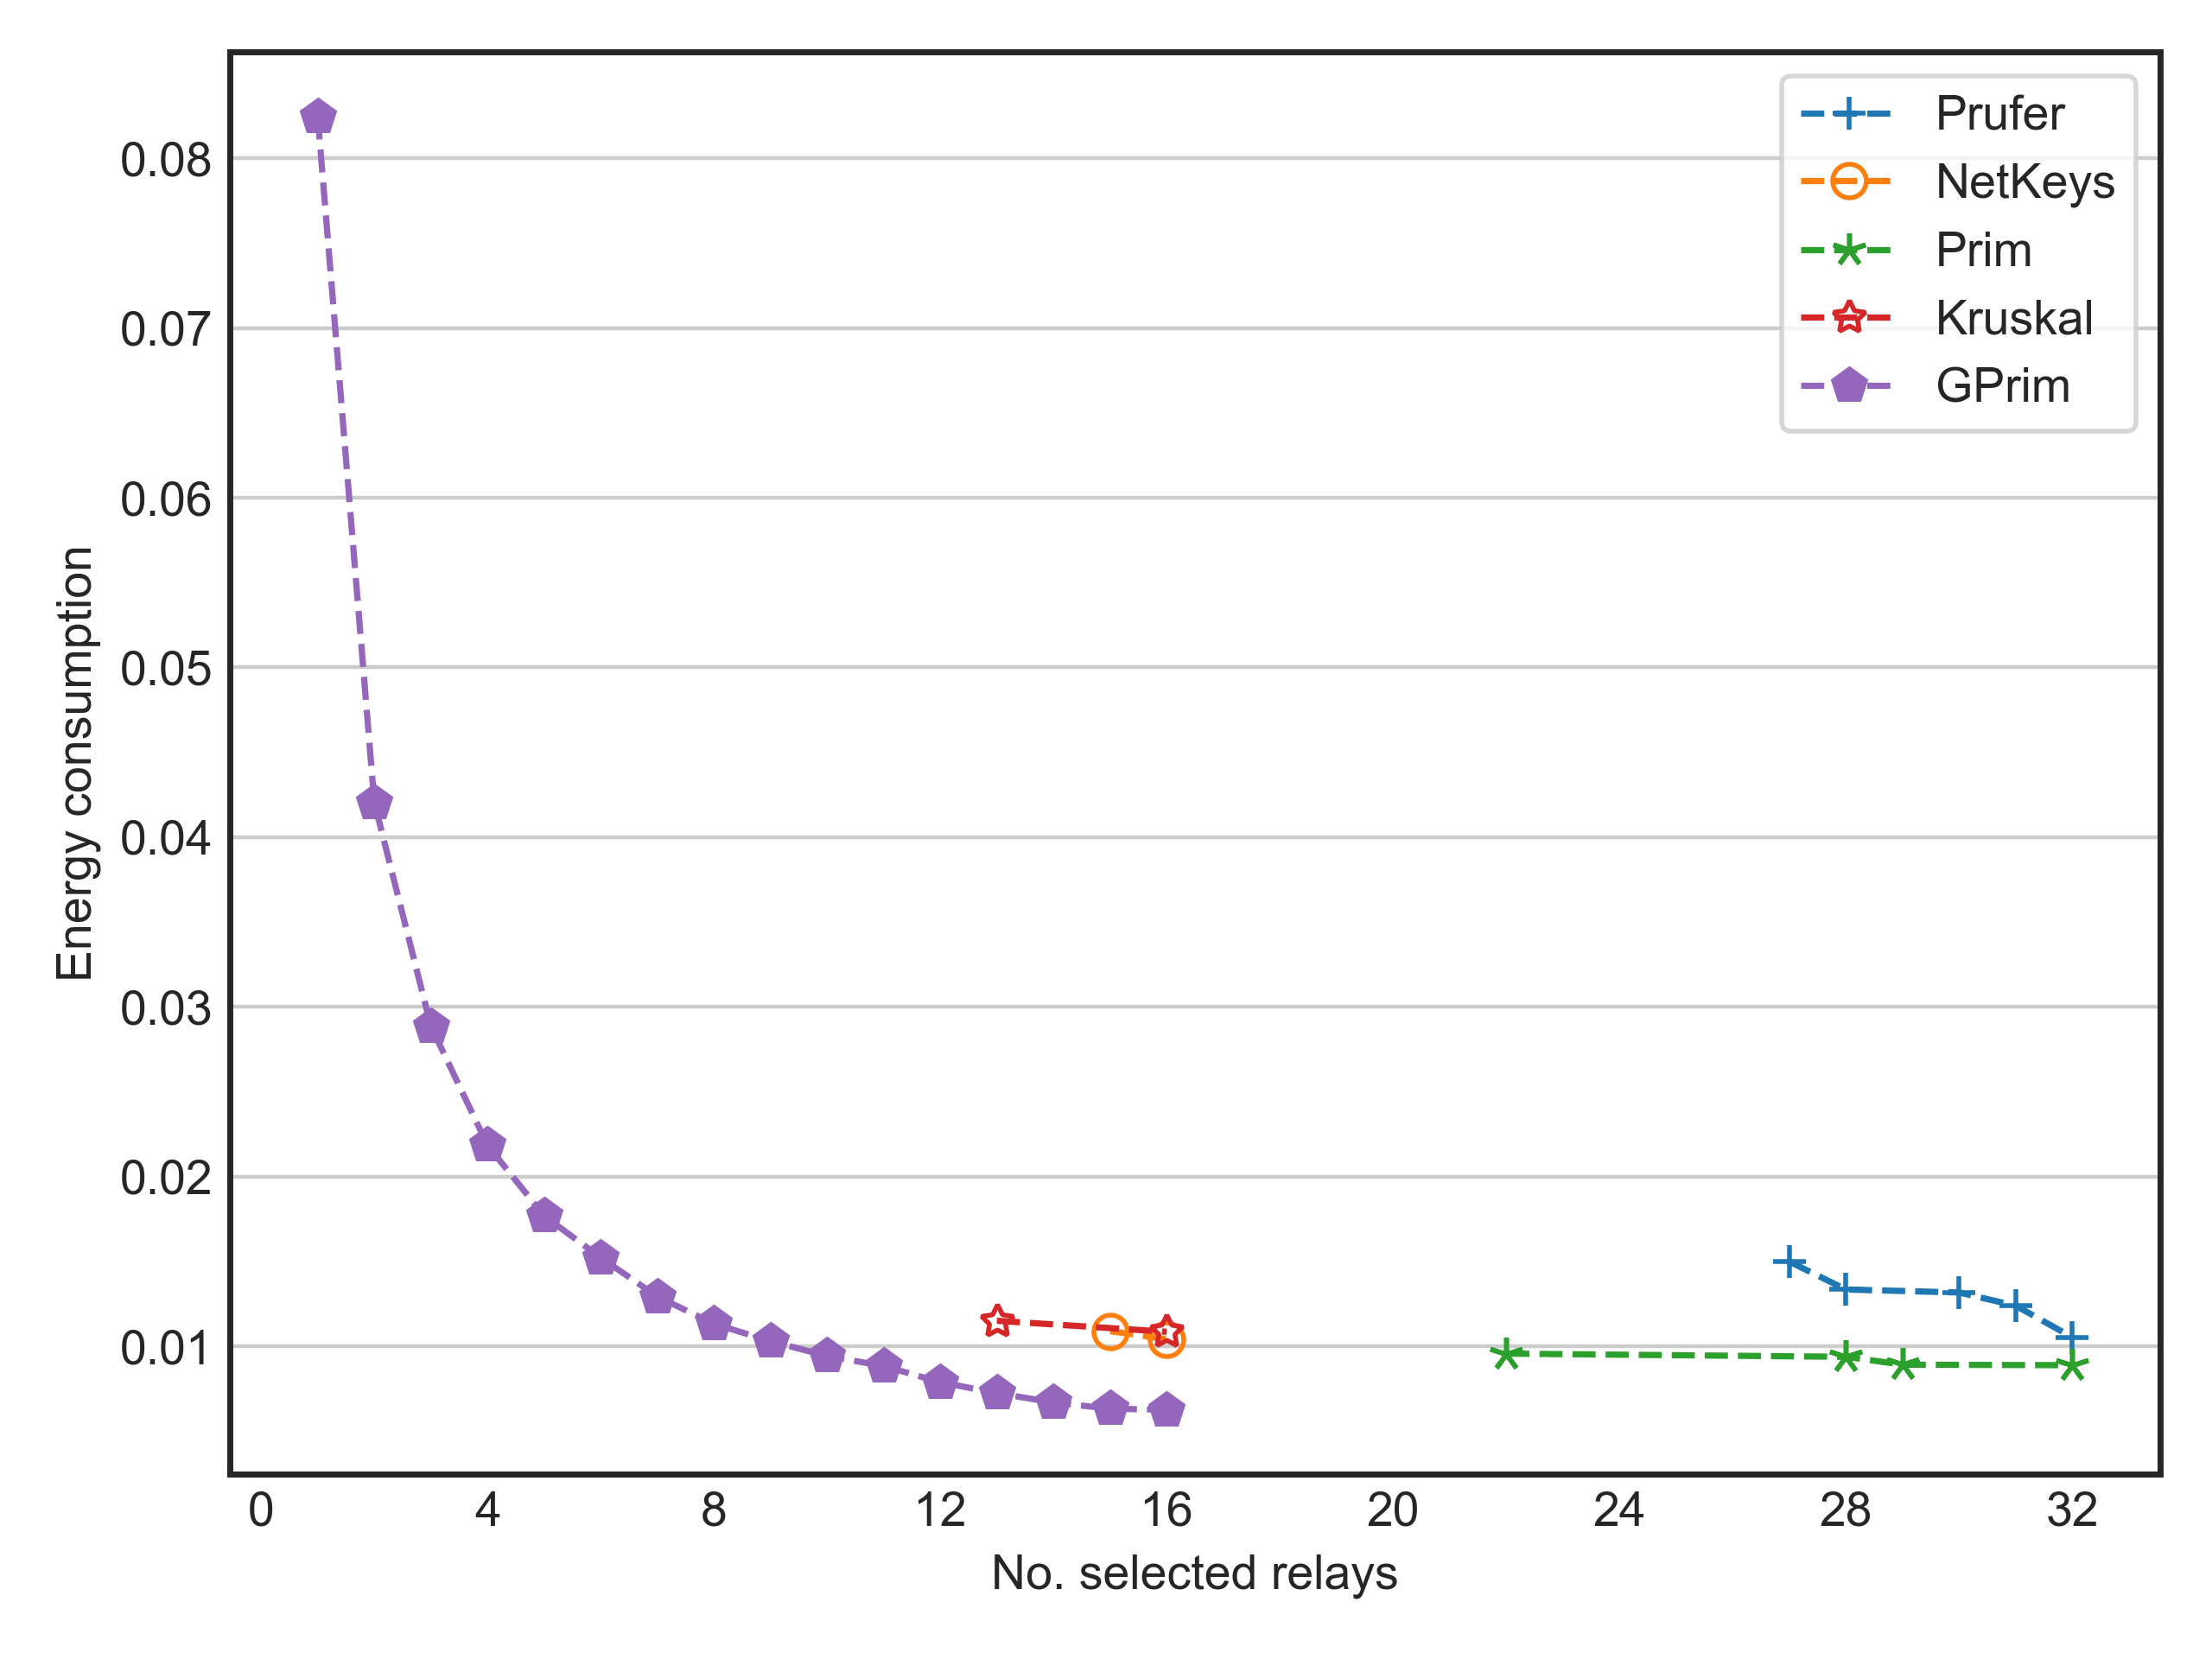 Prufer
NetKeys
Prim
Kruskal
GPrim
0.08
0.07
0.06
0.05
0.04
0.03
0.02
0.01
Energy consumption
0 4 8 12 16 20 24 28 32
No. selected relays